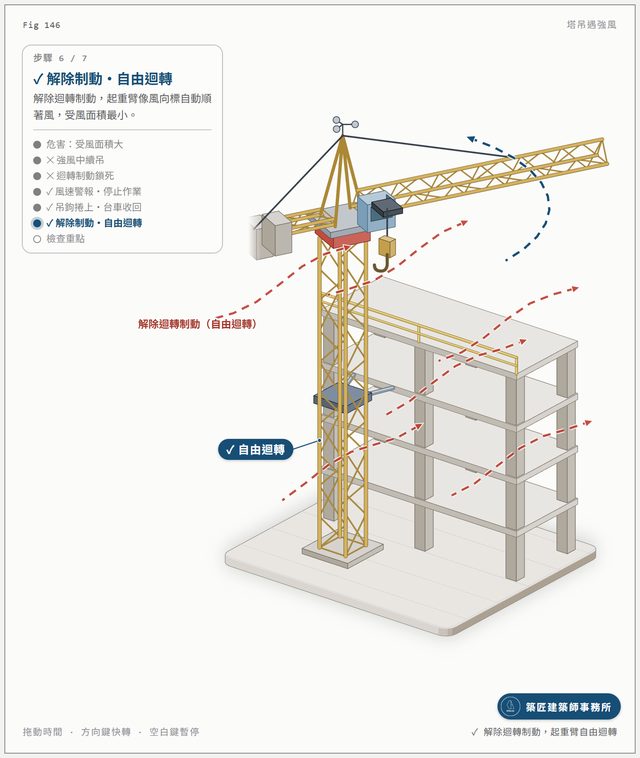 Fig 146
塔吊遇強風
步驟 6 / 7
✓ 解除制動・自由迴轉
解除迴轉制動，起重臂像風向標自動順
著風，受風面積最小。
危害：受風面積大
✕ 強風中續吊
✕ 迴轉制動鎖死
✓ 風速警報・停止作業
✓ 吊鉤捲上・台車收回
✓ 解除制動・自由迴轉
檢查重點
解除迴轉制動（自由迴轉）
✓ 自由迴轉
築匠建築師事務所
拖動時間 · 方向鍵快轉 · 空白鍵暫停
✓ 解除迴轉制動，起重臂自由迴轉